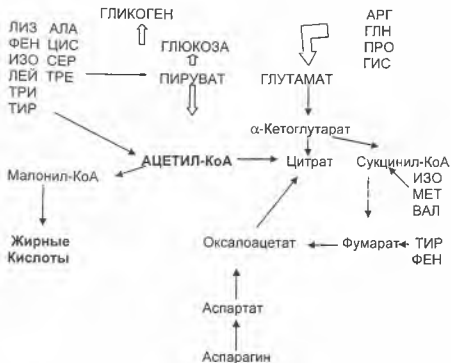 ГЛИКОГЕН
АРГ
ГЛН
ПРО
ГИС
ЛИЗ АЛА
ФЕН ЦИС
ИЗО СЕР
ЛЕЙ ТРЕ
ТРИ
ТИР
ГЛЮКОЗА
ПИРУВАТ
ГЛУТАМАТ
α-Кетоглутарат
АЦЕТИЛ-КоА
Цитрат
Сукцинил-КоА
ИЗО
МЕТ
ВАЛ
Малонил-КоА
Жирные
Кислоты
Оксалоацетат
Фумарат
ТИР
ФЕН
Аспартат
Аспарагин